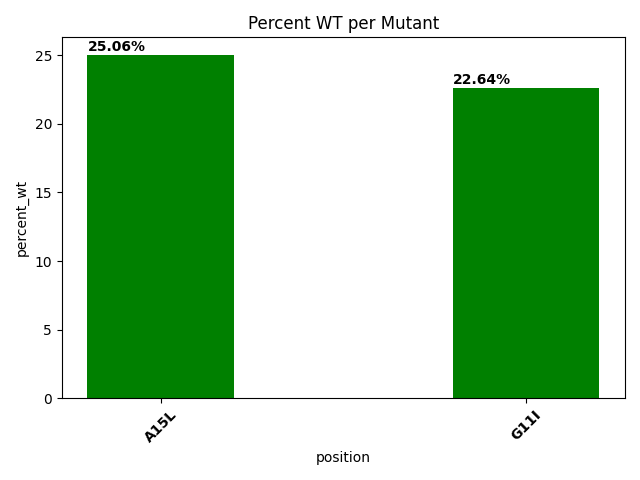 Percent WT per Mutant
25.06%
22.64%
25
20
15
10
5
0
percent_wt
A15L
G11I
position